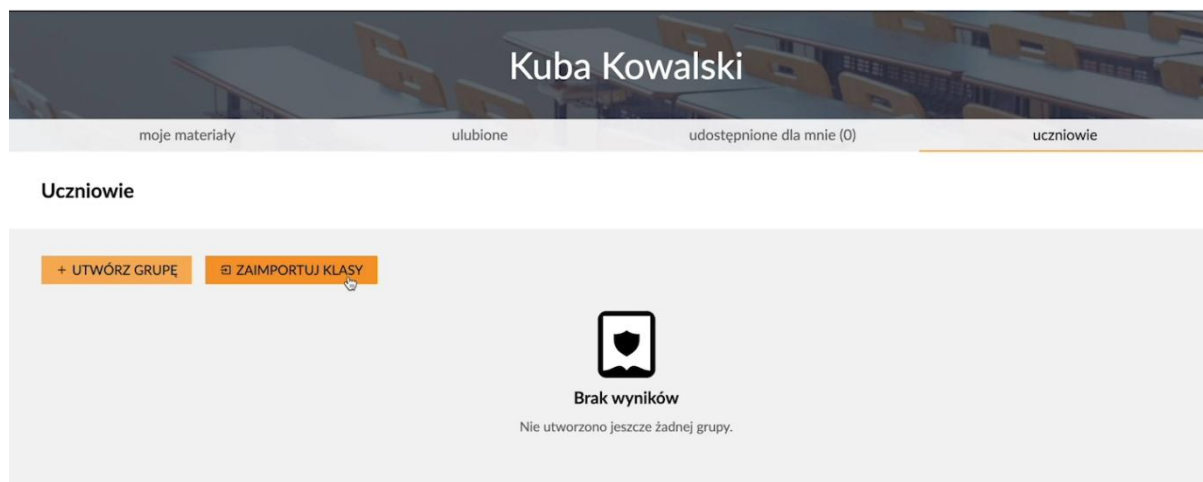 Kuba Kowalski
moje materiały ulubione udostępnione dla mnie (0) uczniowie
Uczniowie
+ UTWÓRZ GRUPĘ ZAIMPORTUJ KLASY
Brak wyników
Nie utworzono jeszcze żadnej grupy.